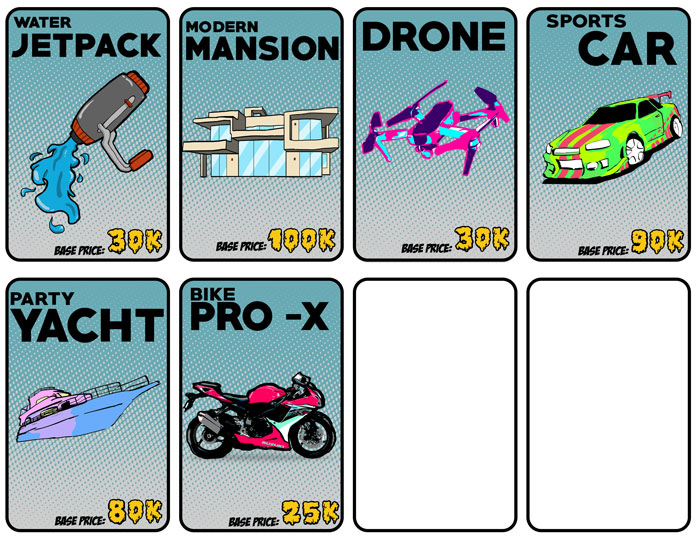 WATER
JETPACK
BASE PRICE: 30K
MODERN
MANSION
BASE PRICE: 100K
DRONE
BASE PRICE: 30K
SPORTS
CAR
BASE PRICE: 90K
PARTY
YACHT
BASE PRICE: 80K
BIKE
PRO -X
SUZUKI
BASE PRICE: 25K